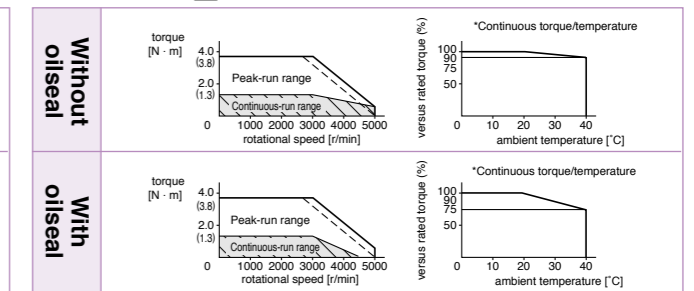 Without
oilseal
torque
[N · m]
4.0
(3.8)
2.0
(1.3)
Peak-run range
Continuous-run range
0 1000 2000 3000 4000 5000
rotational speed [r/min]
*Continuous torque/temperature
versus rated torque (%)
100
90
75
50
0 10 20 30 40
ambient temperature [˚C]
With
oilseal
torque
[N · m]
4.0
(3.8)
2.0
(1.3)
Peak-run range
Continuous-run range
0 1000 2000 3000 4000 5000
rotational speed [r/min]
*Continuous torque/temperature
versus rated torque (%)
100
90
75
50
0 10 20 30 40
ambient temperature [˚C]